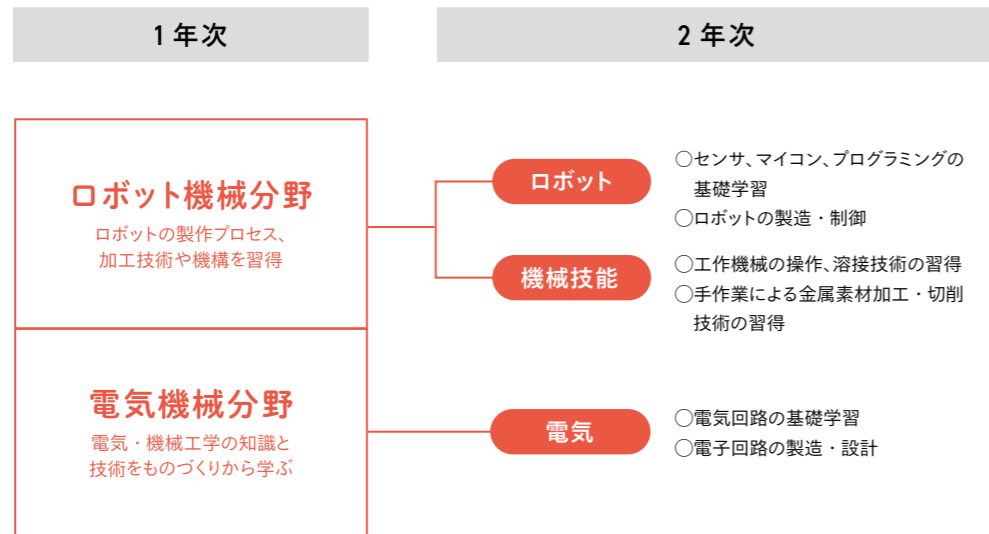 1年次
2年次
ロボット機械分野
ロボットの製作プロセス、
加工技術や機構を習得
ロボット
○センサ、マイコン、プログラミングの
基礎学習
○ロボットの製造・制御
機械技能
○工作機械の操作、溶接技術の習得
○手作業による金属素材加工・切削
技術の習得
電気機械分野
電気・機械工学の知識と
技術をものづくりから学ぶ
電気
○電気回路の基礎学習
○電子回路の製造・設計